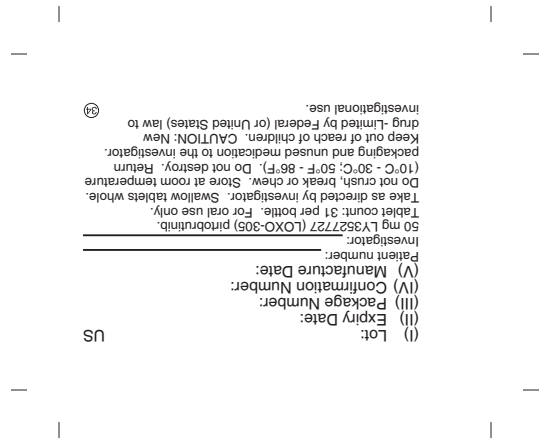 (I) Lot: US
(II) Expiry Date:
(III) Package Number:
(IV) Confirmation Number:
(V) Manufacture Date:
Patient number:
Investigator:
50 mg LY3527727 (LOXO-305) pirtobrutinib.
Tablet count: 31 per bottle. For oral use only.
Take as directed by investigator. Swallow tablets whole.
Do not crush, break or chew. Store at room temperature
(10°C - 30°C; 50°F - 86°F). Do not destroy. Return
packaging and unused medication to the investigator.
Keep out of reach of children. CAUTION: New
drug -Limited by Federal (or United States) law to
investigational use. 34